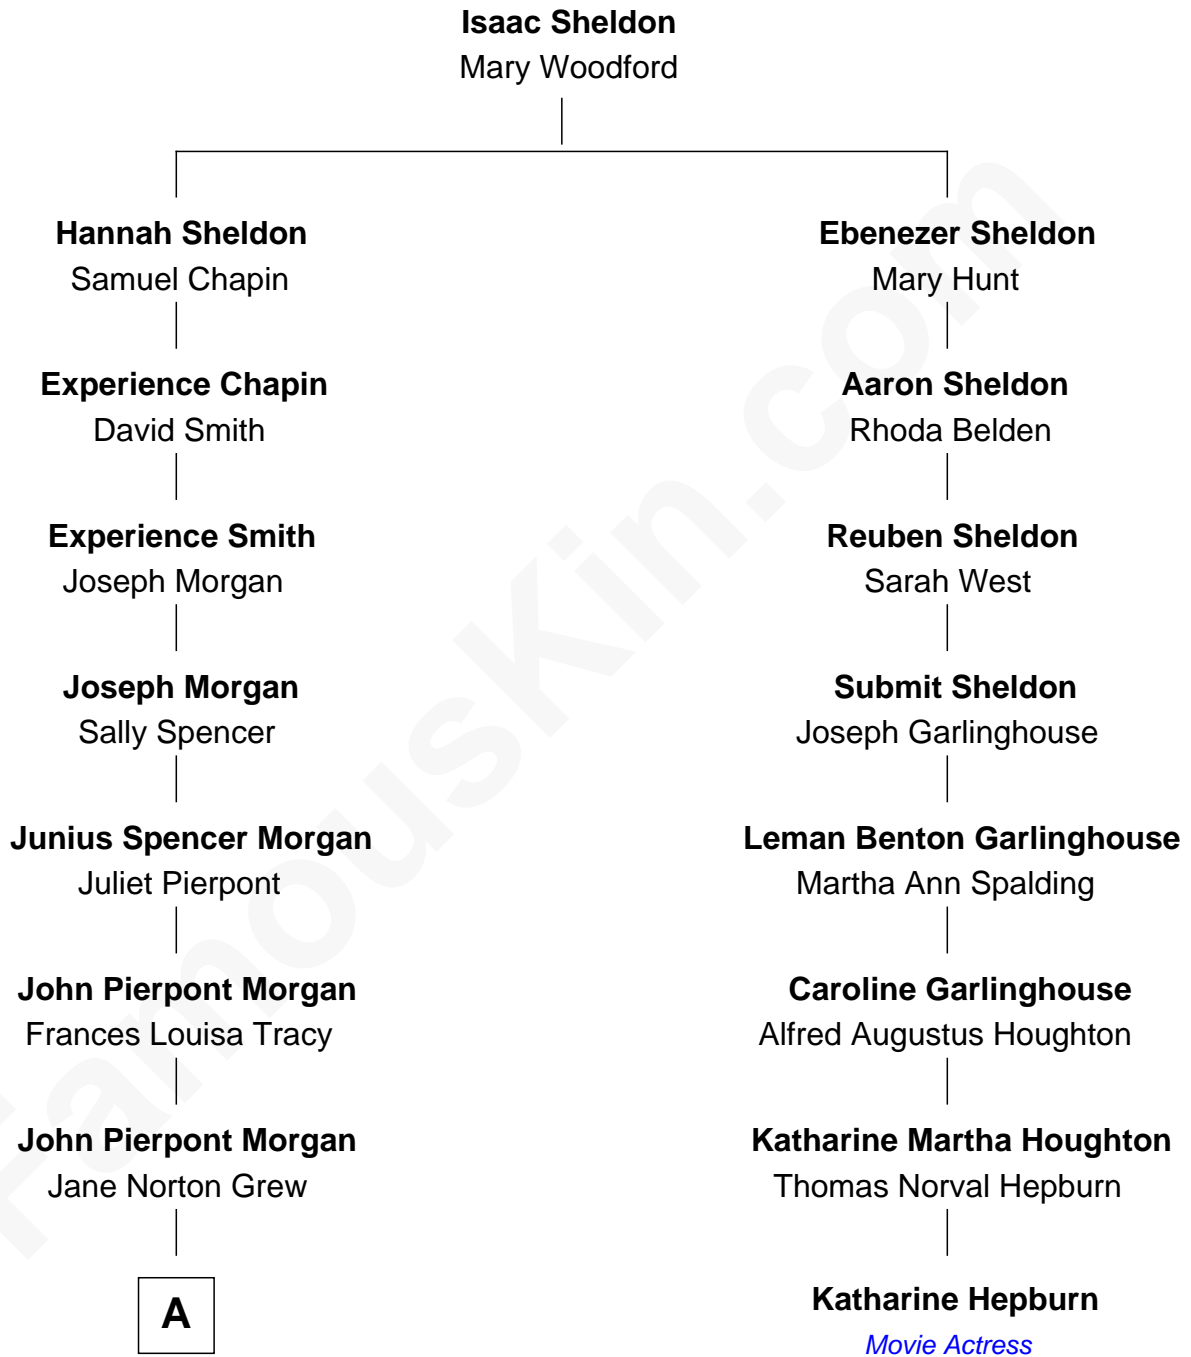 Isaac Sheldon
Mary Woodford
Hannah Sheldon
Samuel Chapin
Experience Chapin
David Smith
Experience Smith
Joseph Morgan
Joseph Morgan
Sally Spencer
Junius Spencer Morgan
Juliet Pierpont
John Pierpont Morgan
Frances Louisa Tracy
John Pierpont Morgan
Jane Norton Grew
A
Ebenezer Sheldon
Mary Hunt
Aaron Sheldon
Rhoda Belden
Reuben Sheldon
Sarah West
Submit Sheldon
Joseph Garlinghouse
Leman Benton Garlinghouse
Martha Ann Spalding
Caroline Garlinghouse
Alfred Augustus Houghton
Katharine Martha Houghton
Thomas Norval Hepburn
Katharine Hepburn
Movie Actress
FamousKin.com